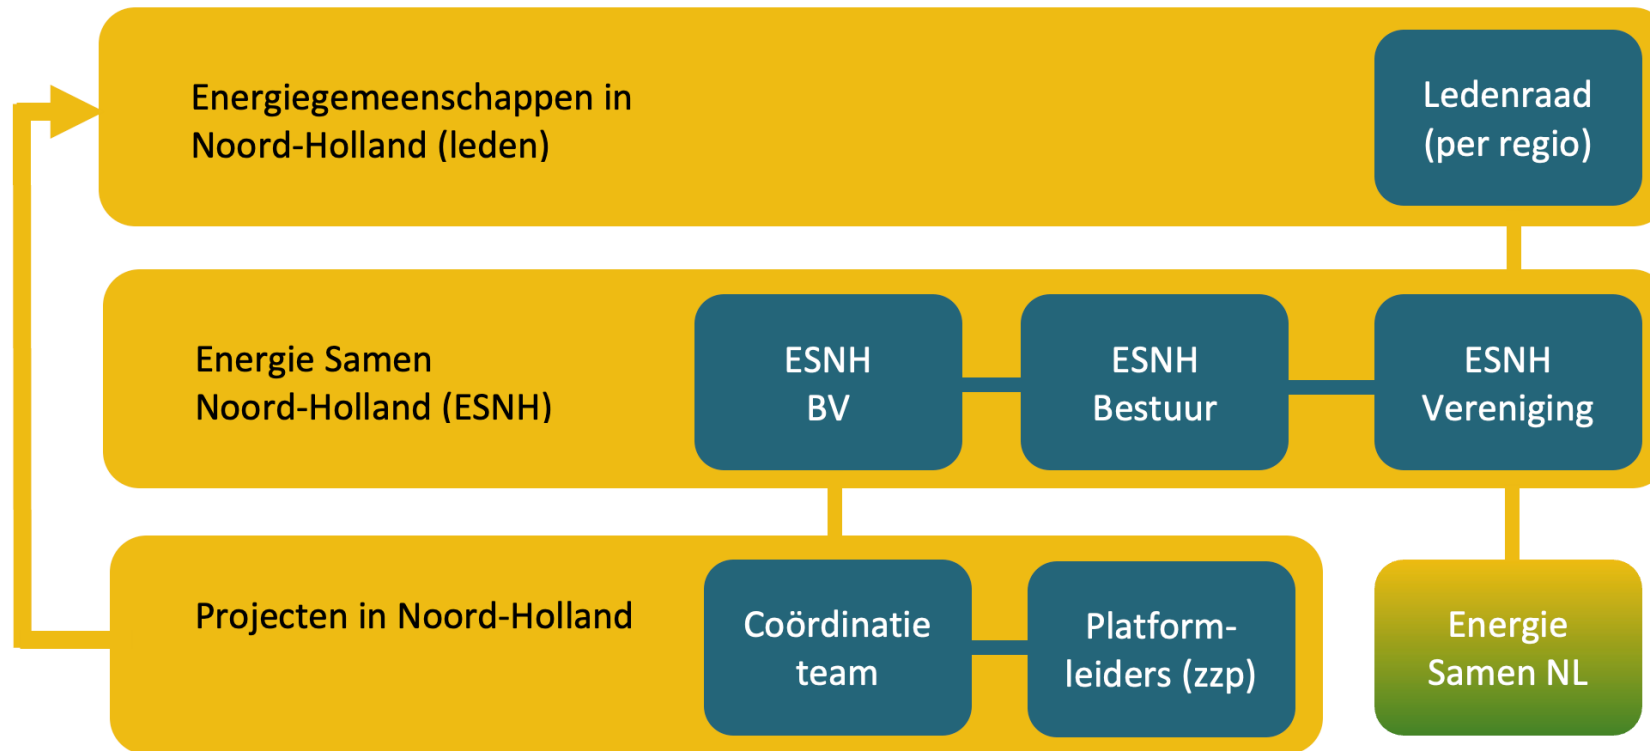 Energiegemeenschappen in
Noord-Holland (leden)
Ledenraad
(per regio)
Energie Samen
Noord-Holland (ESNH)
ESNH
BV
ESNH
Bestuur
ESNH
Vereniging
Projecten in Noord-Holland
Coördinatie
team
Platform-
leiders (zzp)
Energie
Samen NL